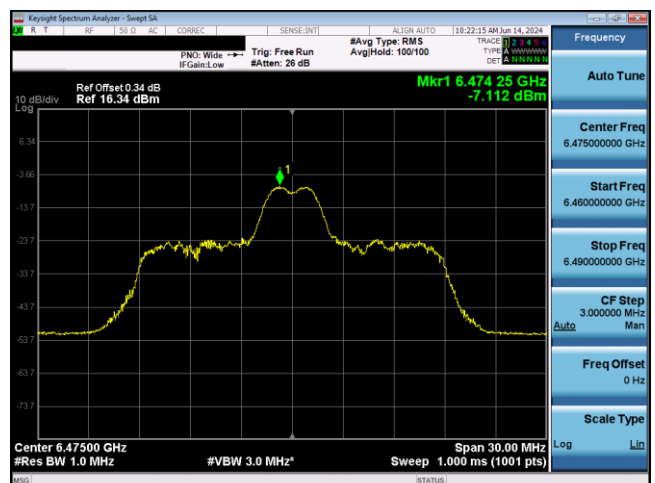 Keysight Spectrum Analyzer - Swept SA
R T RF 50 Ω AC CORREC SENSE:INT ALIGN AUTO 10:22:15 AM Jun 14, 2024
#Avg Type: RMS TRACE 1 2 3 4 5 6
PNO: Wide Trig: Free Run Avg|Hold: 100/100 TYPE A WWWWW
IFGain:Low #Atten: 26 dB DET A N N N N N
Mkr1 6.474 25 GHz
-7.112 dBm
Ref Offset 0.34 dB
10 dB/div Ref 16.34 dBm
Log
6.34
-3.66
-13.7
-23.7
-33.7
-43.7
-53.7
-63.7
-73.7
1
Center 6.47500 GHz Span 30.00 MHz
#Res BW 1.0 MHz #VBW 3.0 MHz* Sweep 1.000 ms (1001 pts)
MSG STATUS
Frequency
Auto Tune
Center Freq
6.475000000 GHz
Start Freq
6.460000000 GHz
Stop Freq
6.490000000 GHz
CF Step
3.000000 MHz
Auto Man
Freq Offset
0 Hz
Scale Type
Log Lin